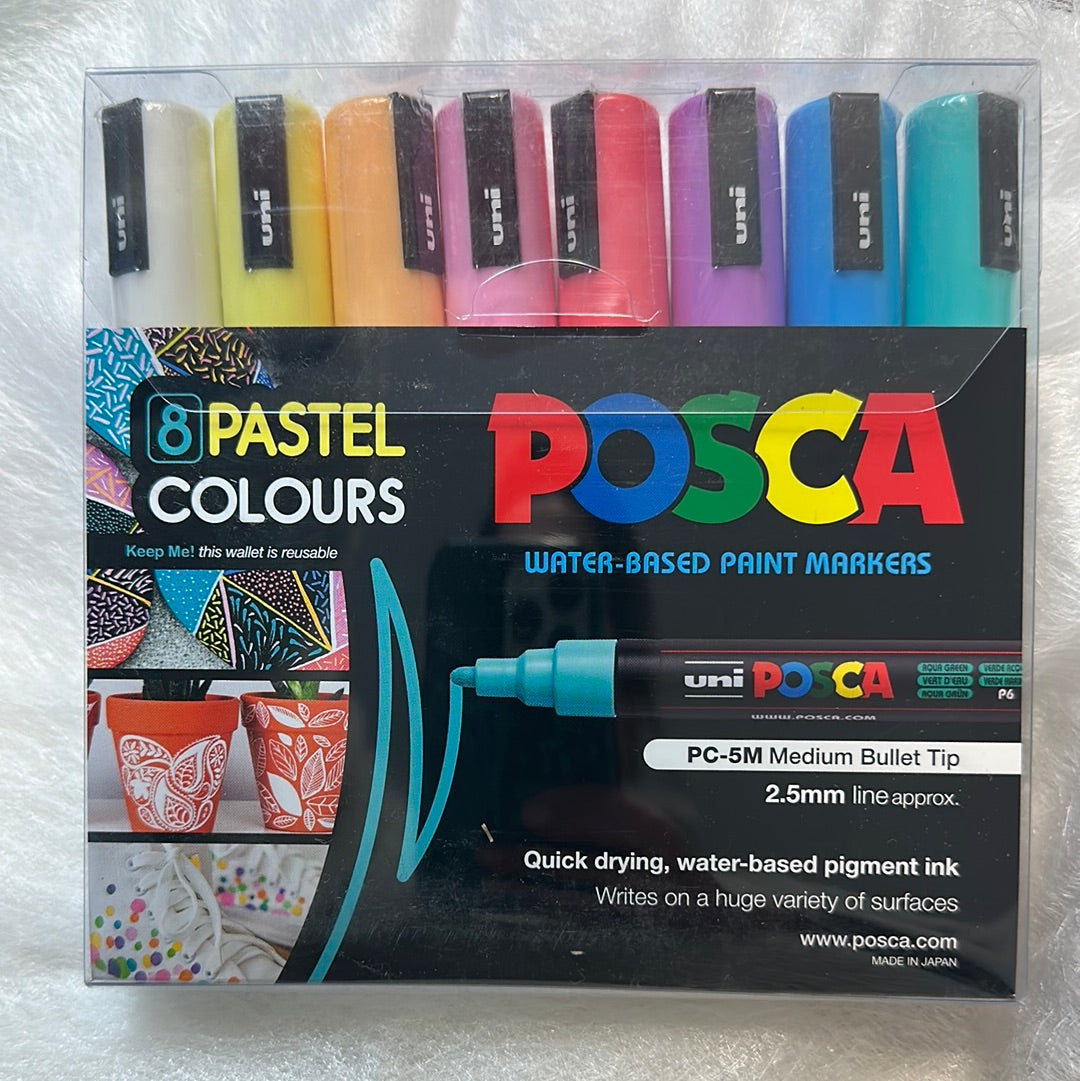 uni
uni
uni
uni
uni
uni
uni
uni
8 PASTEL
COLOURS
Keep Me! this wallet is reusable
POSCA
WATER-BASED PAINT MARKERS
uni POSCA
AQUA GREEN
VERT D'EAU
AQUA GRÜN
P6
www.posca.com
PC-5M Medium Bullet Tip
2.5mm line approx.
Quick drying, water-based pigment ink
Writes on a huge variety of surfaces
www.posca.com
MADE IN JAPAN